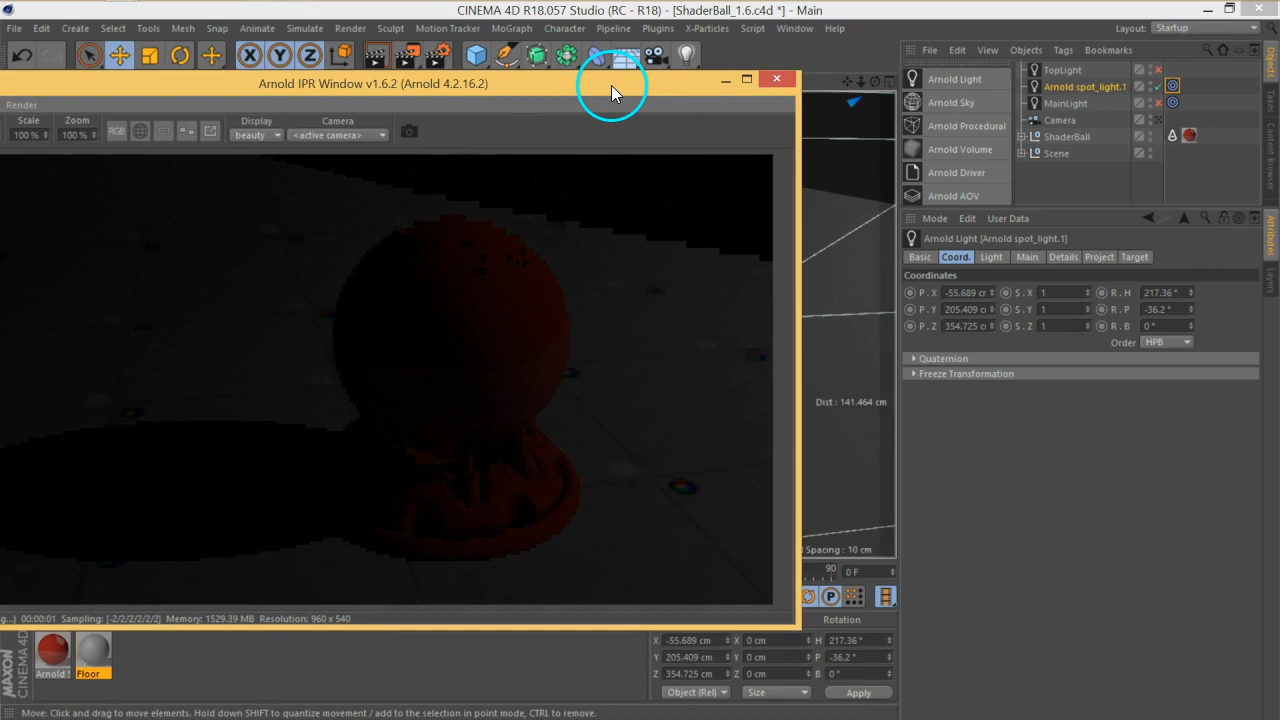 CINEMA 4D R18.057 Studio (RC - R18) - [ShaderBall_1.6.c4d *] - Main
File Edit Create Select Tools Mesh Snap Animate Render Sculpt Motion Tracker MoGraph Character Pipeline Plugins X-Particles Script Window Help
Layout: Startup
X Y Z
File Edit View Objects Tags Bookmarks
Arnold IPR Window v1.6.2 (Arnold 4.2.16.2)
Render
Scale Zoom Display Camera
100 % 100 % RGB beauty <active camera>
Arnold Light
Arnold Sky
Arnold Procedural
Arnold Volume
Arnold Driver
Arnold AOV
TopLight
Arnold spot_light.1
MainLight
Camera
ShaderBall
Scene
Objects
Takes
Content Browser
Attributes
Layers
Mode Edit User Data
Arnold Light [Arnold spot_light.1]
Basic Coord. Light Main Details Project Target
Coordinates
P . X -55.689 cr S . X 1 R . H 217.36 °
P . Y 205.409 c S . Y 1 R . P -36.2 °
P . Z 354.725 c S . Z 1 R . B 0 °
Order HPB
Quaternion
Freeze Transformation
Dist : 141.464 cm
Spacing : 10 cm
90 0 F
P
g...) 00:00:01 Sampling: [-2/2/2/2/2/2] Memory: 1529.39 MB Resolution: 960 x 540
Rotation
X -55.689 cm X 0 cm H 217.36 °
Y 205.409 cm Y 0 cm P -36.2 °
Z 354.725 cm Z 0 cm B 0 °
Object (Rel) Size Apply
Arnold S Floor
MAXON
CINEMA 4D
Move: Click and drag to move elements. Hold down SHIFT to quantize movement / add to the selection in point mode, CTRL to remove.